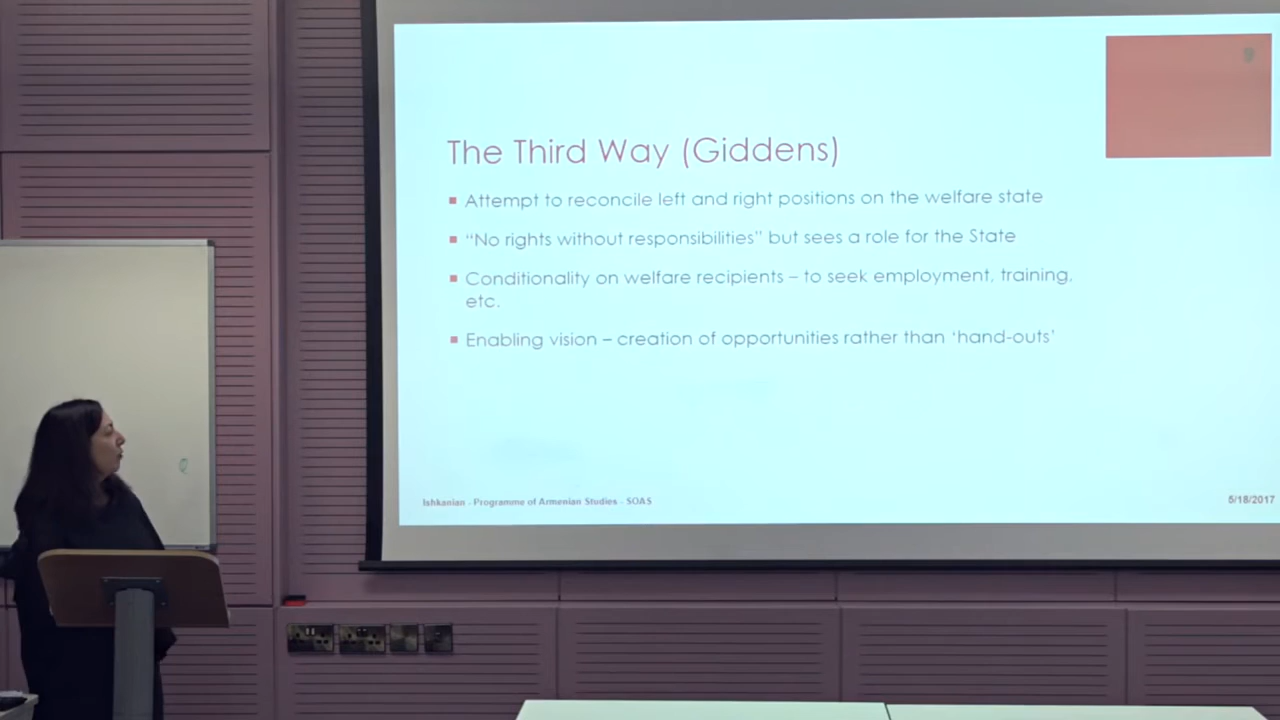 The Third Way (Giddens)
Attempt to reconcile left and right positions on the welfare state
“No rights without responsibilities” but sees a role for the State
Conditionality on welfare recipients – to seek employment, training,
etc.
Enabling vision – creation of opportunities rather than ‘hand-outs’
Ishkanian - Programme of Armenian Studies - SOAS
5/18/2017